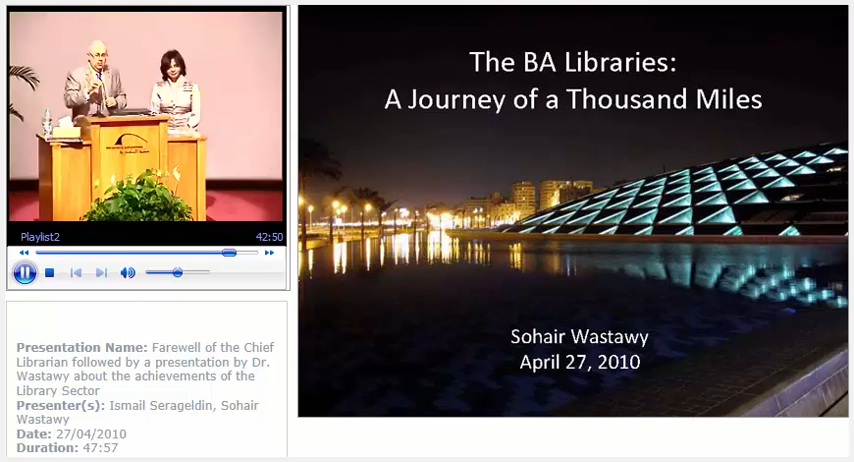 The BA Libraries:
A Journey of a Thousand Miles
Sohair Wastawy
April 27, 2010
Playlist2
42:50
Presentation Name: Farewell of the Chief
Librarian followed by a presentation by Dr.
Wastawy about the achievements of the
Library Sector
Presenter(s): Ismail Serageldin, Sohair
Wastawy
Date: 27/04/2010
Duration: 47:57